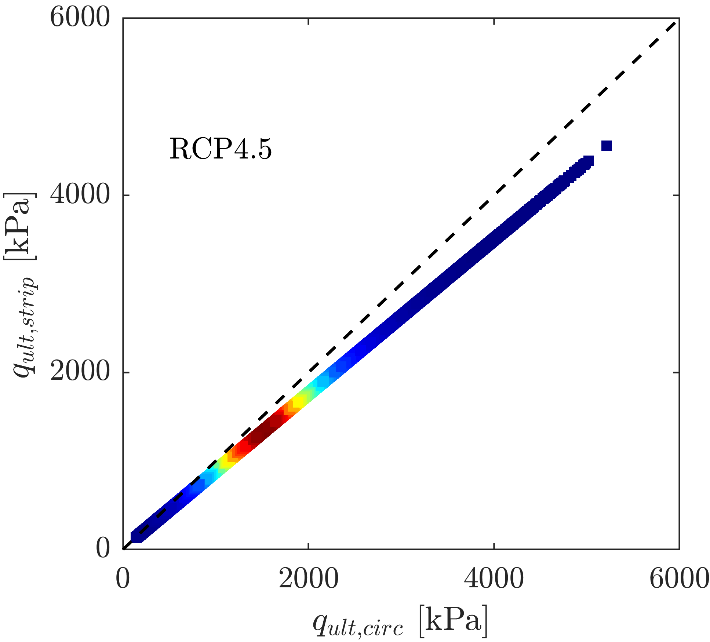 6000
RCP4.5
4000
q_{ult,strip} [kPa]
2000
0
0 2000 4000 6000
q_{ult,circ} [kPa]